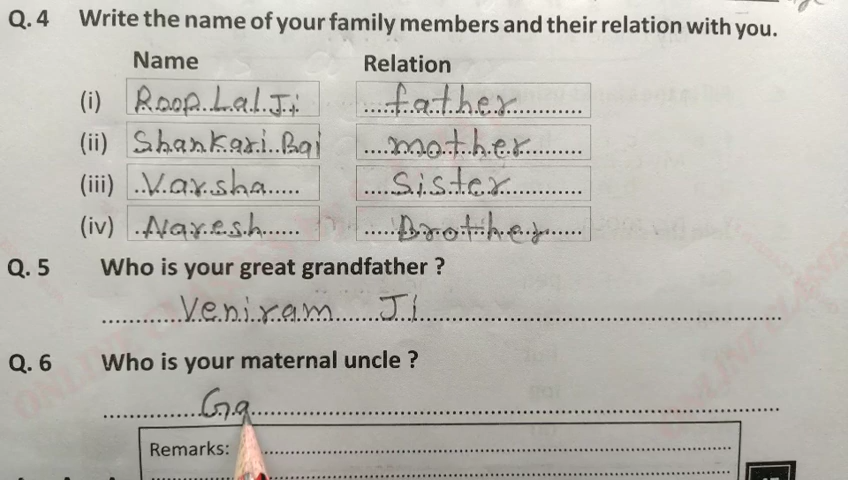 Q. 4 Write the name of your family members and their relation with you.
Name Relation
(i) Roop Lal Ji father
(ii) Shankari Bai mother
(iii) Varsha Sister
(iv) Naresh Brother
Q. 5 Who is your great grandfather ?
Veniram Ji
Q. 6 Who is your maternal uncle ?
Ga
Remarks: